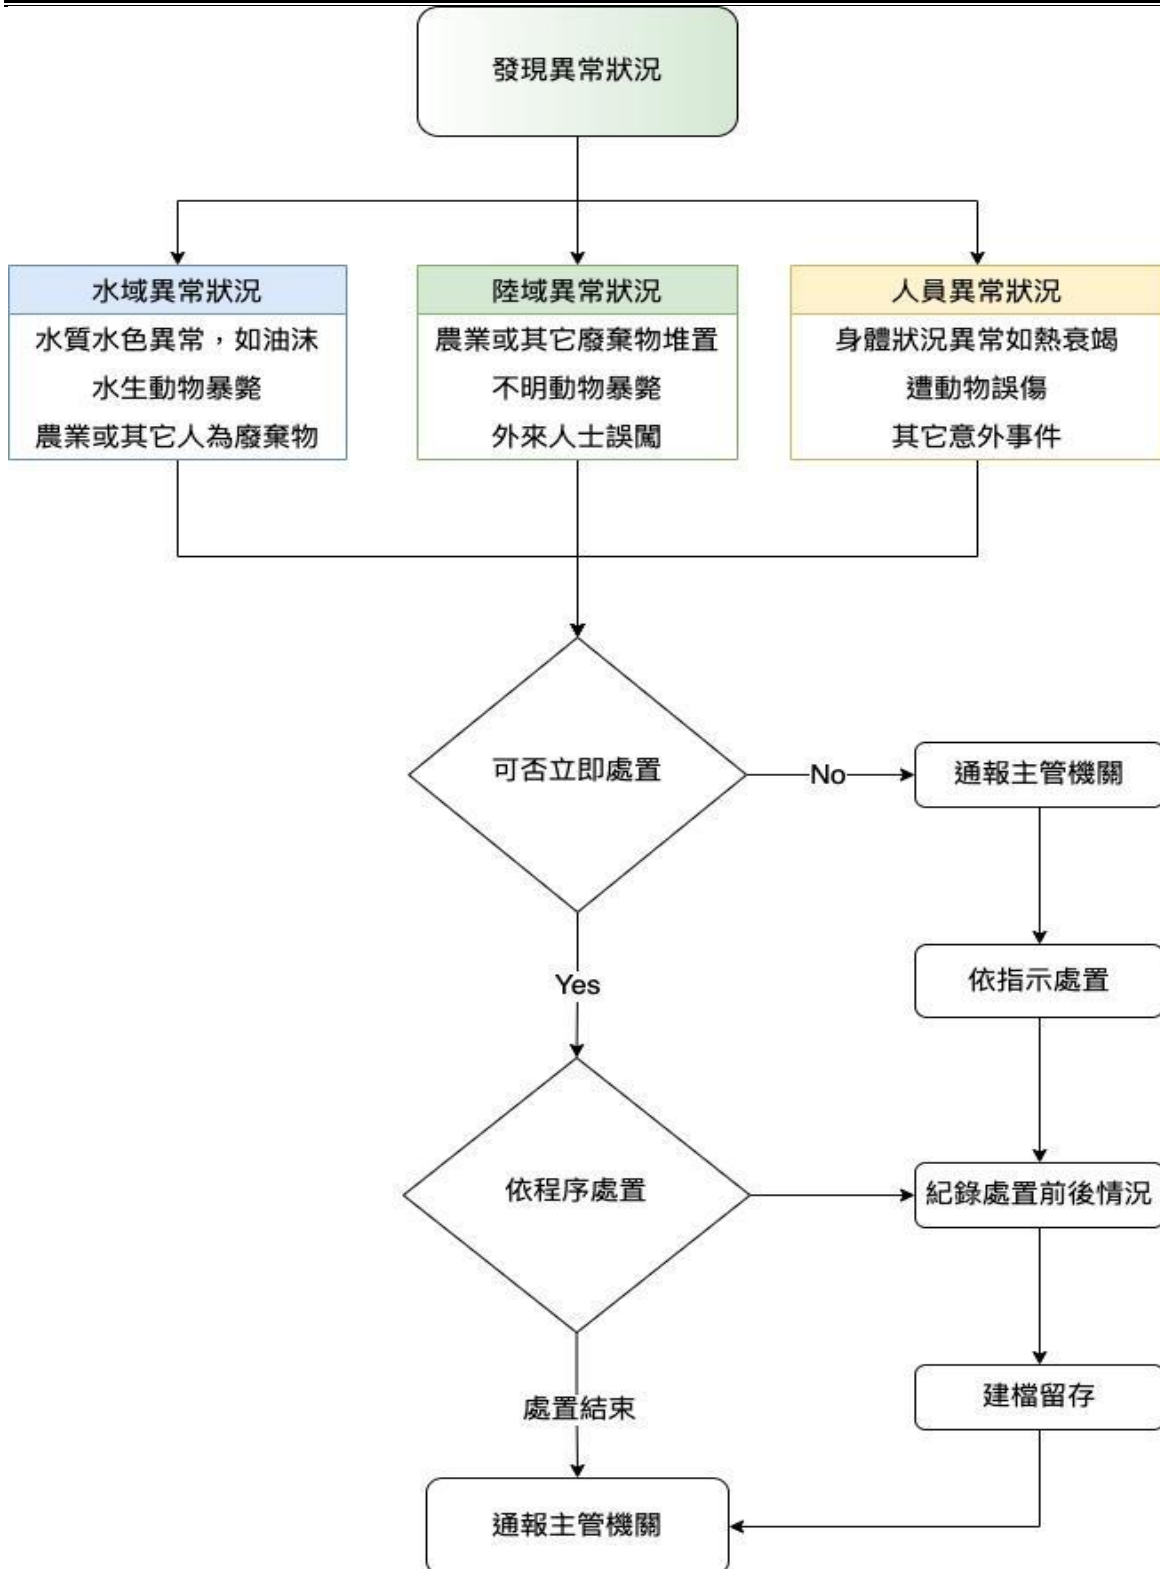 發現異常狀況
水域異常狀況
水質水色異常，如油沫
水生動物暴斃
農業或其它人為廢棄物
陸域異常狀況
農業或其它廢棄物堆置
不明動物暴斃
外來人士誤闖
人員異常狀況
身體狀況異常如熱衰竭
遭動物誤傷
其它意外事件
可否立即處置
No
通報主管機關
依指示處置
Yes
依程序處置
紀錄處置前後情況
建檔留存
處置結束
通報主管機關